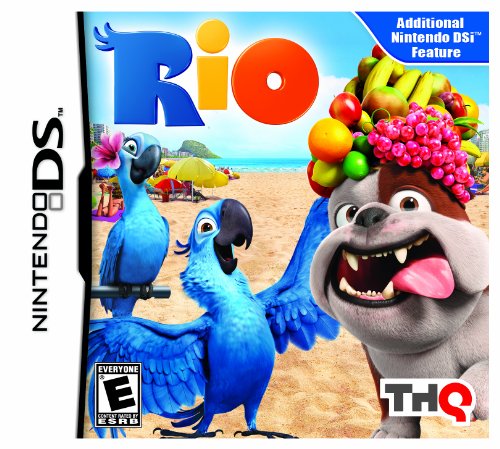 Additional
Nintendo DSi™
Feature
Rio
NINTENDO DS™
EVERYONE
E
CONTENT RATED BY
ESRB
THQ